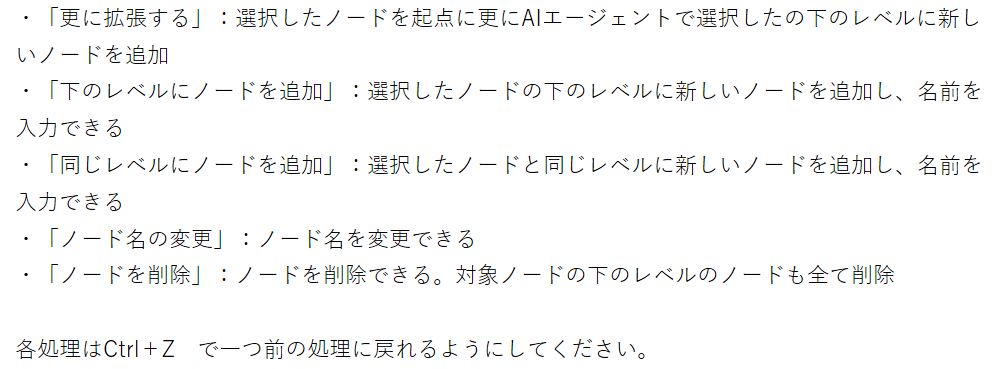 ・「更に拡張する」：選択したノードを起点に更にAIエージェントで選択したの下のレベルに新し
いノードを追加
・「下のレベルにノードを追加」：選択したノードの下のレベルに新しいノードを追加し、名前を
入力できる
・「同じレベルにノードを追加」：選択したノードと同じレベルに新しいノードを追加し、名前を
入力できる
・「ノード名の変更」：ノード名を変更できる
・「ノードを削除」：ノードを削除できる。対象ノードの下のレベルのノードも全て削除
各処理はCtrl＋Z　で一つ前の処理に戻れるようにしてください。